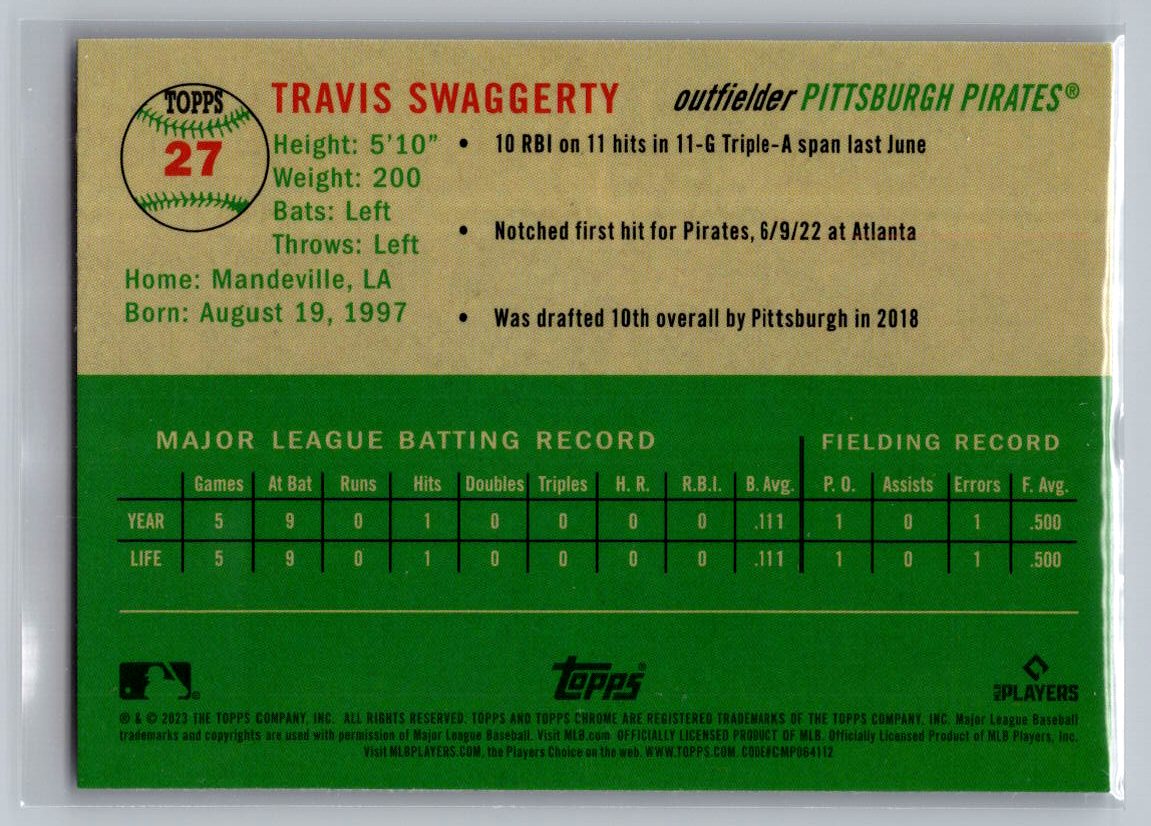 TOPPS
27
TRAVIS SWAGGERTY
outfielder PITTSBURGH PIRATES®
Height: 5'10"
Weight: 200
Bats: Left
Throws: Left
Home: Mandeville, LA
Born: August 19, 1997
• 10 RBI on 11 hits in 11-G Triple-A span last June
• Notched first hit for Pirates, 6/9/22 at Atlanta
• Was drafted 10th overall by Pittsburgh in 2018
MAJOR LEAGUE BATTING RECORD FIELDING RECORD
Games At Bat Runs Hits Doubles Triples H. R. R.B.I. B. Avg. P. O. Assists Errors F. Avg.
YEAR 5 9 0 1 0 0 0 0 .111 1 0 1 .500
LIFE 5 9 0 1 0 0 0 0 .111 1 0 1 .500
topps®
PLAYERS
® & © 2023 THE TOPPS COMPANY, INC. ALL RIGHTS RESERVED. TOPPS AND TOPPS CHROME ARE REGISTERED TRADEMARKS OF THE TOPPS COMPANY, INC. Major League Baseball
trademarks and copyrights are used with permission of Major League Baseball. Visit MLB.com. OFFICIALLY LICENSED PRODUCT OF MLB. Officially Licensed Product of MLB Players, Inc.
Visit MLBPLAYERS.COM, the Players Choice on the web. WWW.TOPPS.COM. CODE#CMP064112